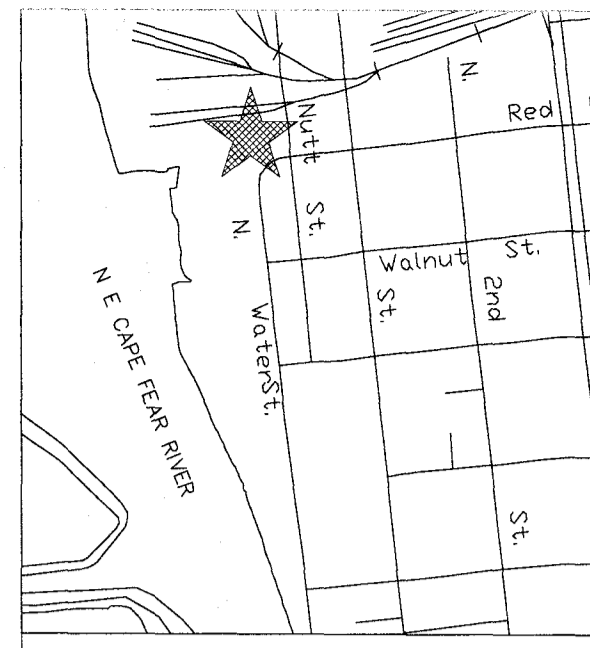 N.
Red
Nutt St.
N.
Walnut St.
St.
2nd
Water St.
N E CAPE FEAR RIVER
St.